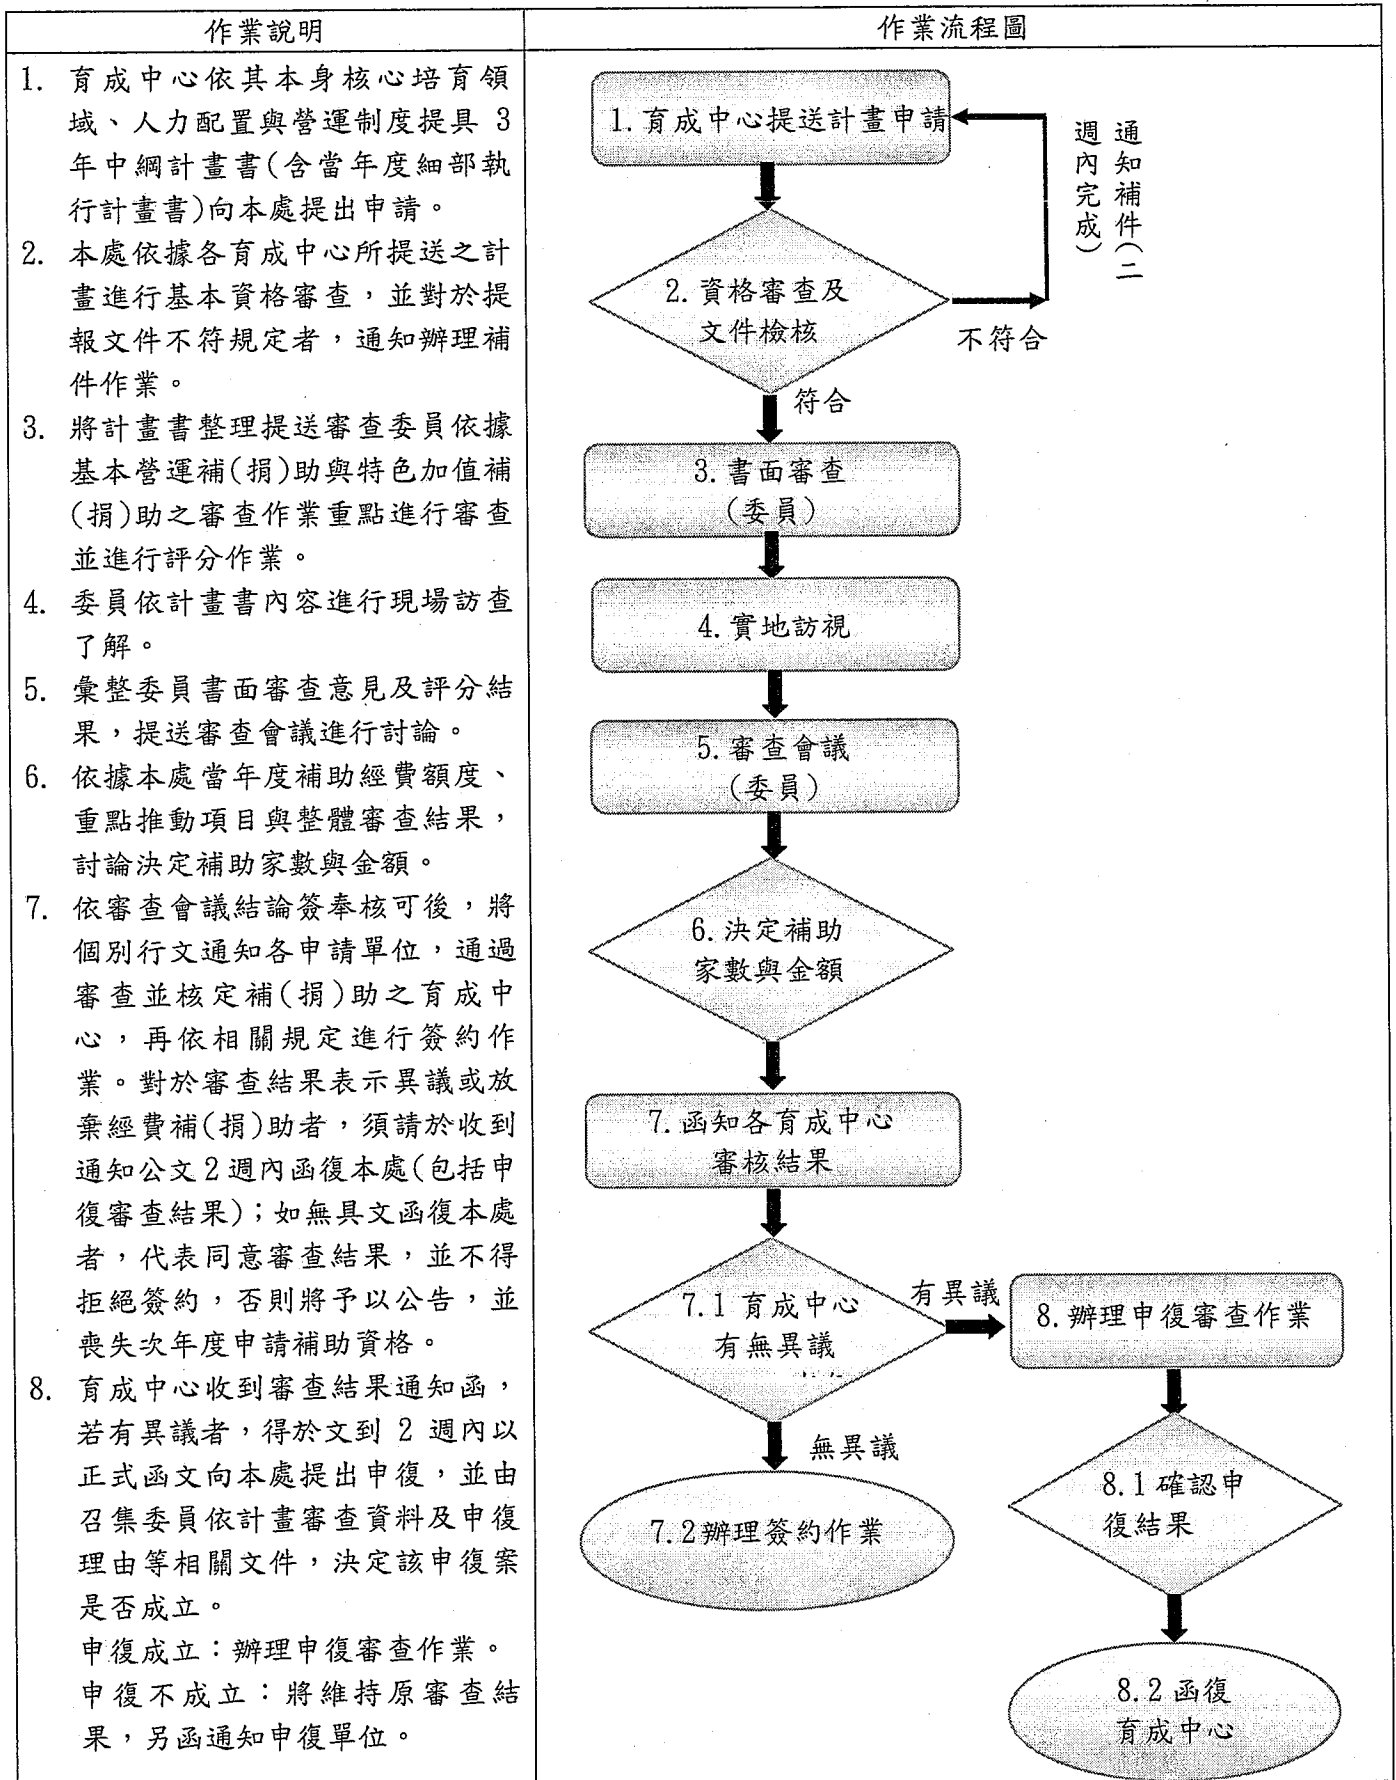 作業說明
1. 育成中心依其本身核心培育領
域、人力配置與營運制度提具 3
年中綱計畫書(含當年度細部執
行計畫書)向本處提出申請。
2. 本處依據各育成中心所提送之計
畫進行基本資格審查，並對於提
報文件不符規定者，通知辦理補
件作業。
3. 將計畫書整理提送審查委員依據
基本營運補(捐)助與特色加值補
(捐)助之審查作業重點進行審查
並進行評分作業。
4. 委員依計畫書內容進行現場訪查
了解。
5. 彙整委員書面審查意見及評分結
果，提送審查會議進行討論。
6. 依據本處當年度補助經費額度、
重點推動項目與整體審查結果，
討論決定補助家數與金額。
7. 依審查會議結論簽奉核可後，將
個別行文通知各申請單位，通過
審查並核定補(捐)助之育成中
心，再依相關規定進行簽約作
業。對於審查結果表示異議或放
棄經費補(捐)助者，須請於收到
通知公文 2 週內函復本處(包括申
復審查結果)；如無具文函復本處
者，代表同意審查結果，並不得
拒絕簽約，否則將予以公告，並
喪失次年度申請補助資格。
8. 育成中心收到審查結果通知函，
若有異議者，得於文到 2 週內以
正式函文向本處提出申復，並由
召集委員依計畫審查資料及申復
理由等相關文件，決定該申復案
是否成立。
申復成立：辦理申復審查作業。
申復不成立：將維持原審查結
果，另函通知申復單位。
作業流程圖
1. 育成中心提送計畫申請
通知補件(二
週內完成)
2. 資格審查及
文件檢核
不符合
符合
3. 書面審查
(委員)
4. 實地訪視
5. 審查會議
(委員)
6. 決定補助
家數與金額
7. 函知各育成中心
審核結果
7.1 育成中心
有無異議
有異議
8. 辦理申復審查作業
無異議
7.2辦理簽約作業
8.1 確認申
復結果
8.2 函復
育成中心